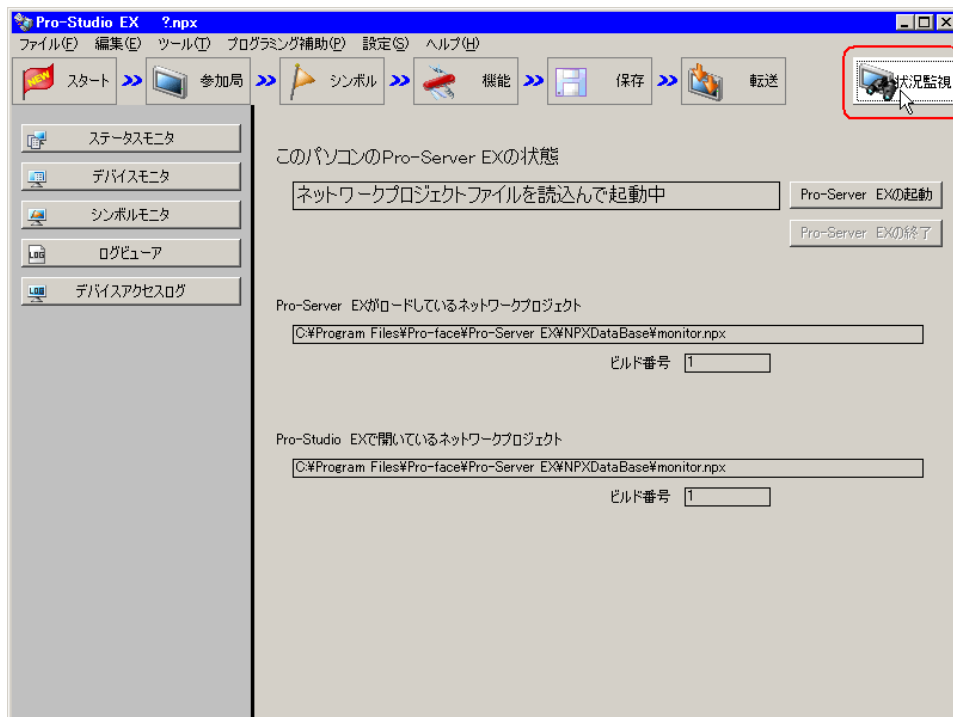 Pro-Studio EX ?.npx
ファイル(F) 編集(E) ツール(T) プログラミング補助(P) 設定(S) ヘルプ(H)
NEW スタート 参加局 シンボル 機能 保存 転送 状況監視
ステータスモニタ
デバイスモニタ
シンボルモニタ
LOG ログビューア
LOG デバイスアクセスログ
このパソコンのPro-Server EXの状態
ネットワークプロジェクトファイルを読込んで起動中 Pro-Server EXの起動
Pro-Server EXの終了
Pro-Server EXがロードしているネットワークプロジェクト
C:¥Program Files¥Pro-face¥Pro-Server EX¥NPXDataBase¥monitor.npx
ビルド番号 1
Pro-Studio EXで開いているネットワークプロジェクト
C:¥Program Files¥Pro-face¥Pro-Server EX¥NPXDataBase¥monitor.npx
ビルド番号 1